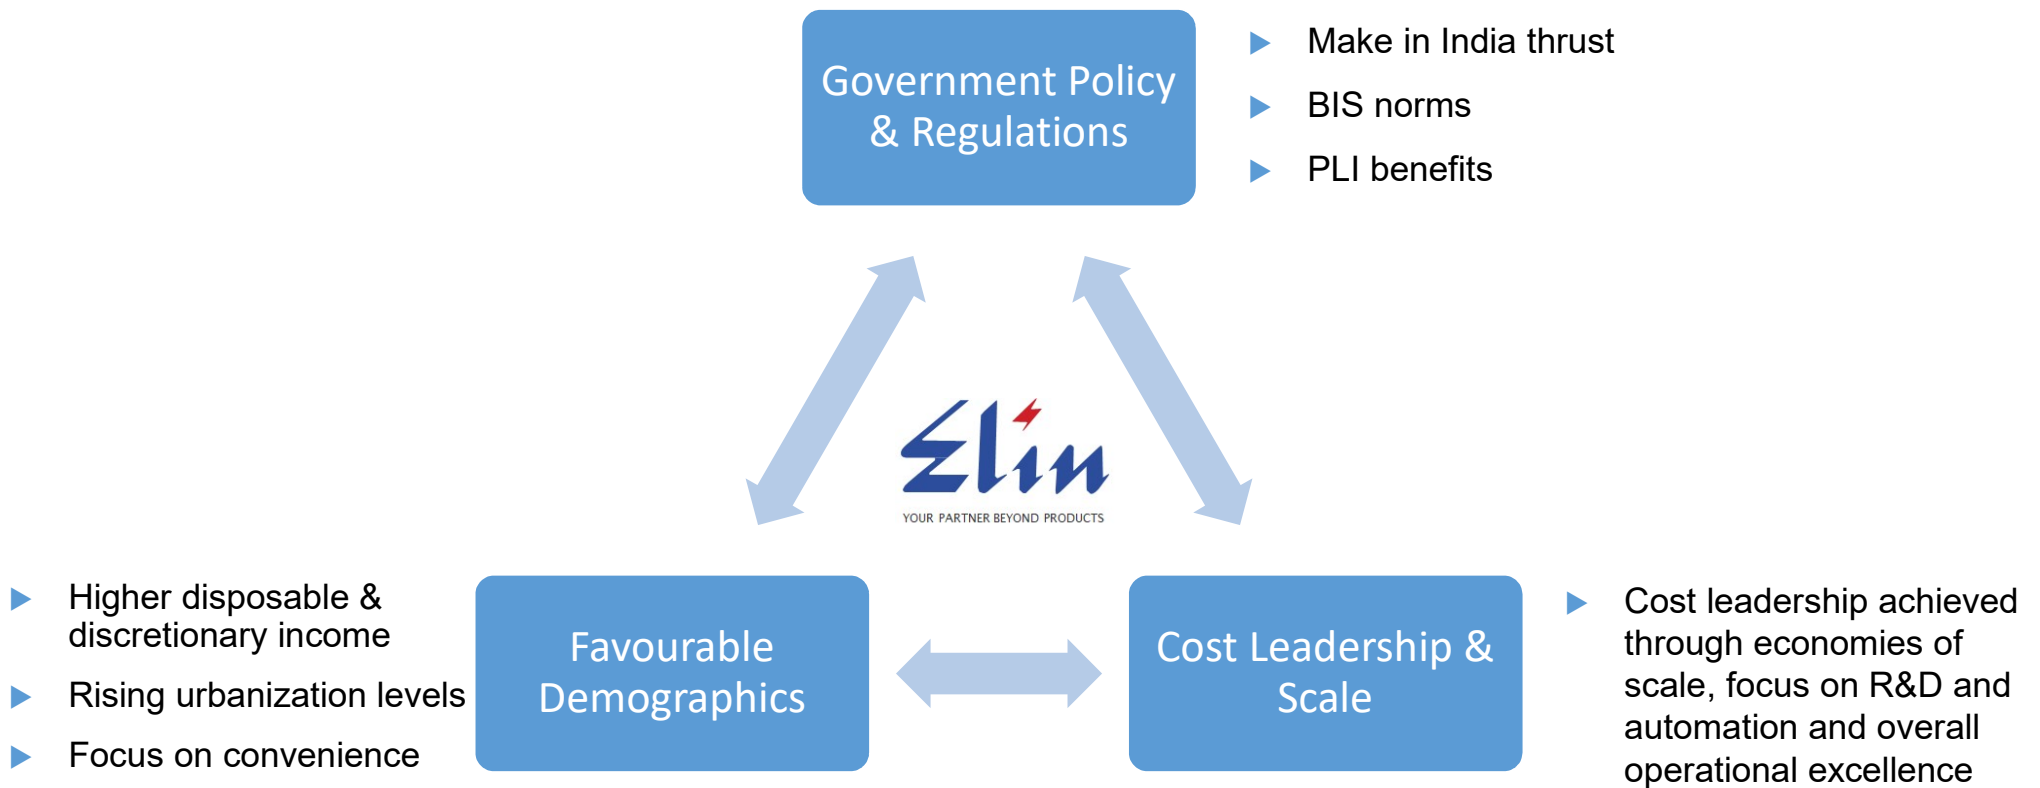 Government Policy
& Regulations
Make in India thrust
BIS norms
PLI benefits
Elin
YOUR PARTNER BEYOND PRODUCTS
Higher disposable &
discretionary income
Rising urbanization levels
Focus on convenience
Favourable
Demographics
Cost Leadership &
Scale
Cost leadership achieved
through economies of
scale, focus on R&D and
automation and overall
operational excellence